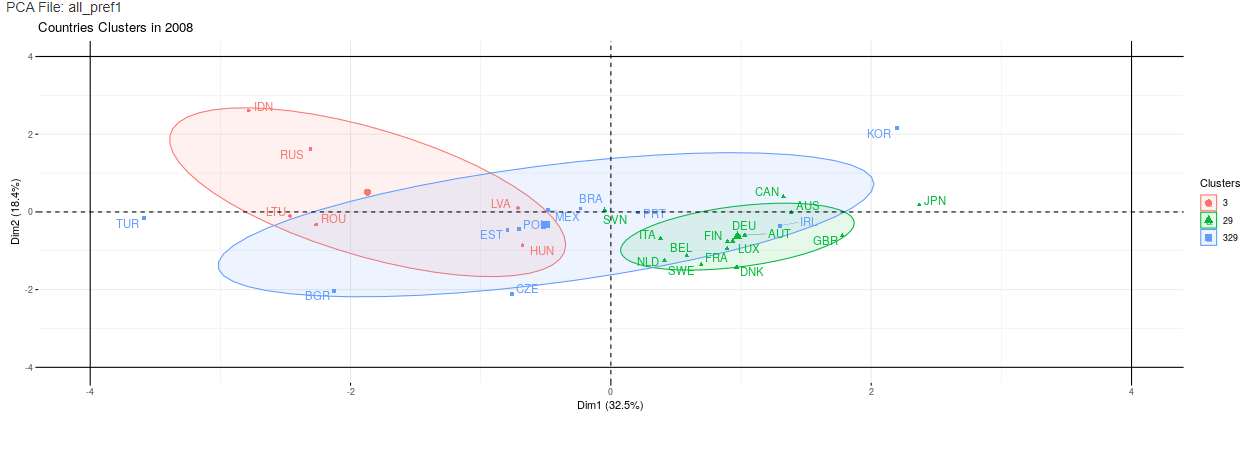 PCA File: all_pref1
Countries Clusters in 2008
4
IDN
KOR
2
RUS
Clusters
CAN
3
BRA
JPN
LVA
AUS
0
LTU
ROU
MEX
PRT
SVN
29
TUR
POL
IRL
DEU
EST
ITA
FIN
AUT
GBR
329
HUN
BEL
LUX
NLD
FRA
SWE
DNK
-2
BGR
CZE
-4
-4
-2
0
2
4
Dim1 (32.5%)
Dim2 (18.4%)